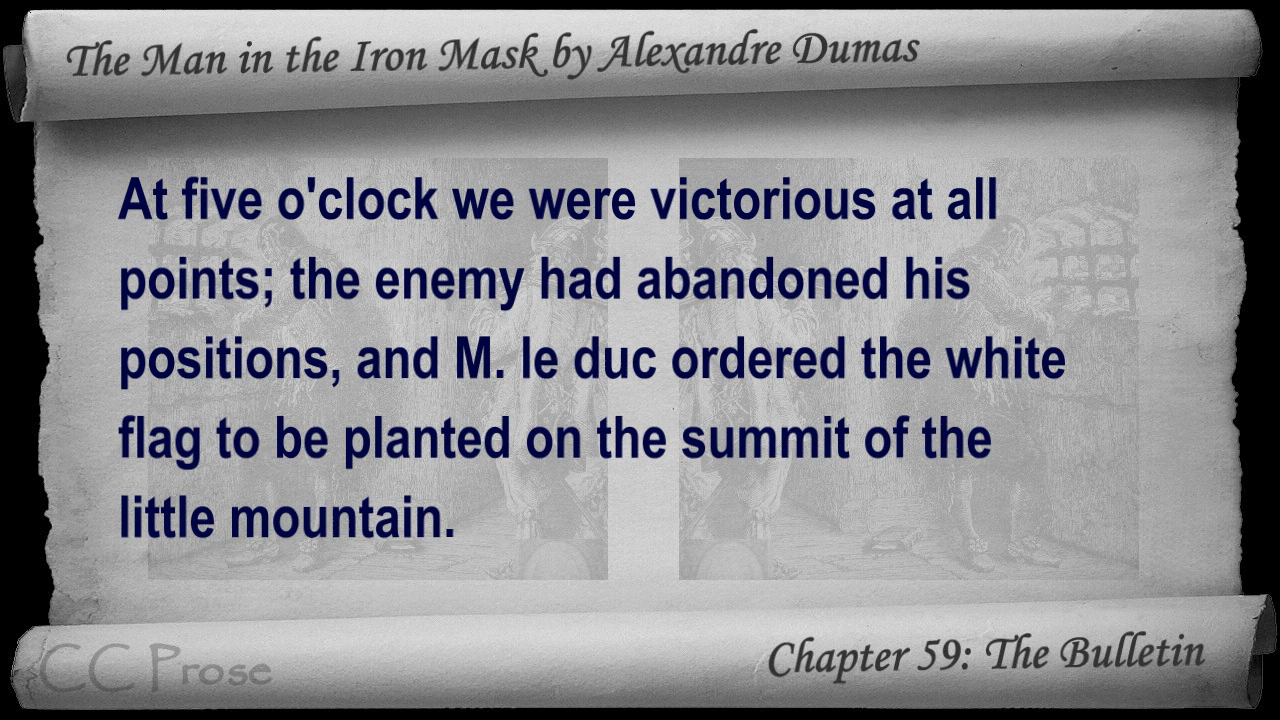 The Man in the Iron Mask by Alexandre Dumas
At five o'clock we were victorious at all
points; the enemy had abandoned his
positions, and M. le duc ordered the white
flag to be planted on the summit of the
little mountain.
CC Prose
Chapter 59: The Bulletin